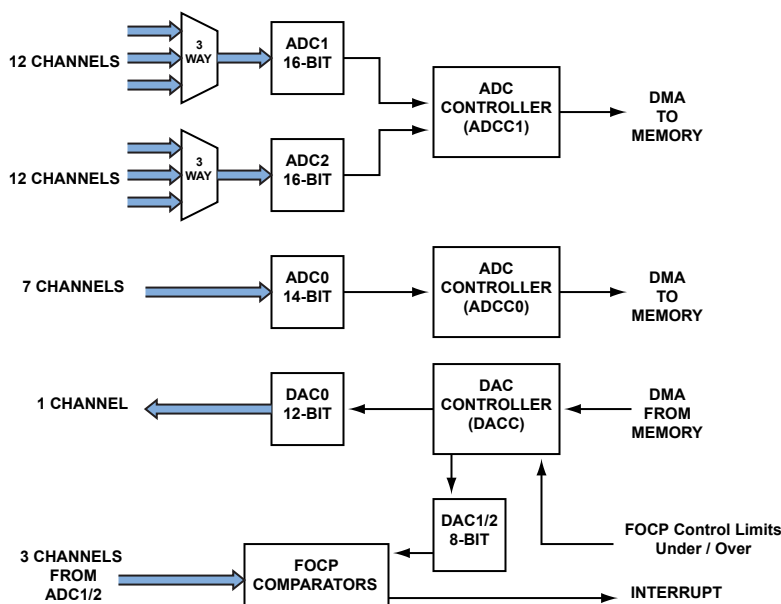 12 CHANNELS
3
WAY
ADC1
16-BIT
ADC
CONTROLLER
(ADCC1)
DMA
TO
MEMORY
12 CHANNELS
3
WAY
ADC2
16-BIT
7 CHANNELS
ADC0
14-BIT
ADC
CONTROLLER
(ADCC0)
DMA
TO
MEMORY
1 CHANNEL
DAC0
12-BIT
DAC
CONTROLLER
(DACC)
DMA
FROM
MEMORY
DAC1/2
8-BIT
FOCP Control Limits
Under / Over
3 CHANNELS
FROM
ADC1/2
FOCP
COMPARATORS
INTERRUPT